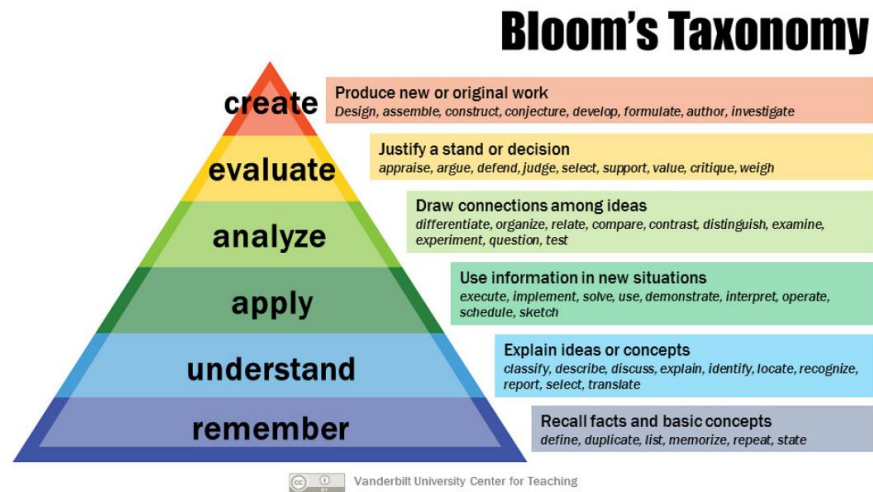 Bloom's Taxonomy
create
Produce new or original work
Design, assemble, construct, conjecture, develop, formulate, author, investigate
evaluate
Justify a stand or decision
appraise, argue, defend, judge, select, support, value, critique, weigh
analyze
Draw connections among ideas
differentiate, organize, relate, compare, contrast, distinguish, examine,
experiment, question, test
apply
Use information in new situations
execute, implement, solve, use, demonstrate, interpret, operate,
schedule, sketch
understand
Explain ideas or concepts
classify, describe, discuss, explain, identify, locate, recognize,
report, select, translate
remember
Recall facts and basic concepts
define, duplicate, list, memorize, repeat, state
cc
BY
Vanderbilt University Center for Teaching